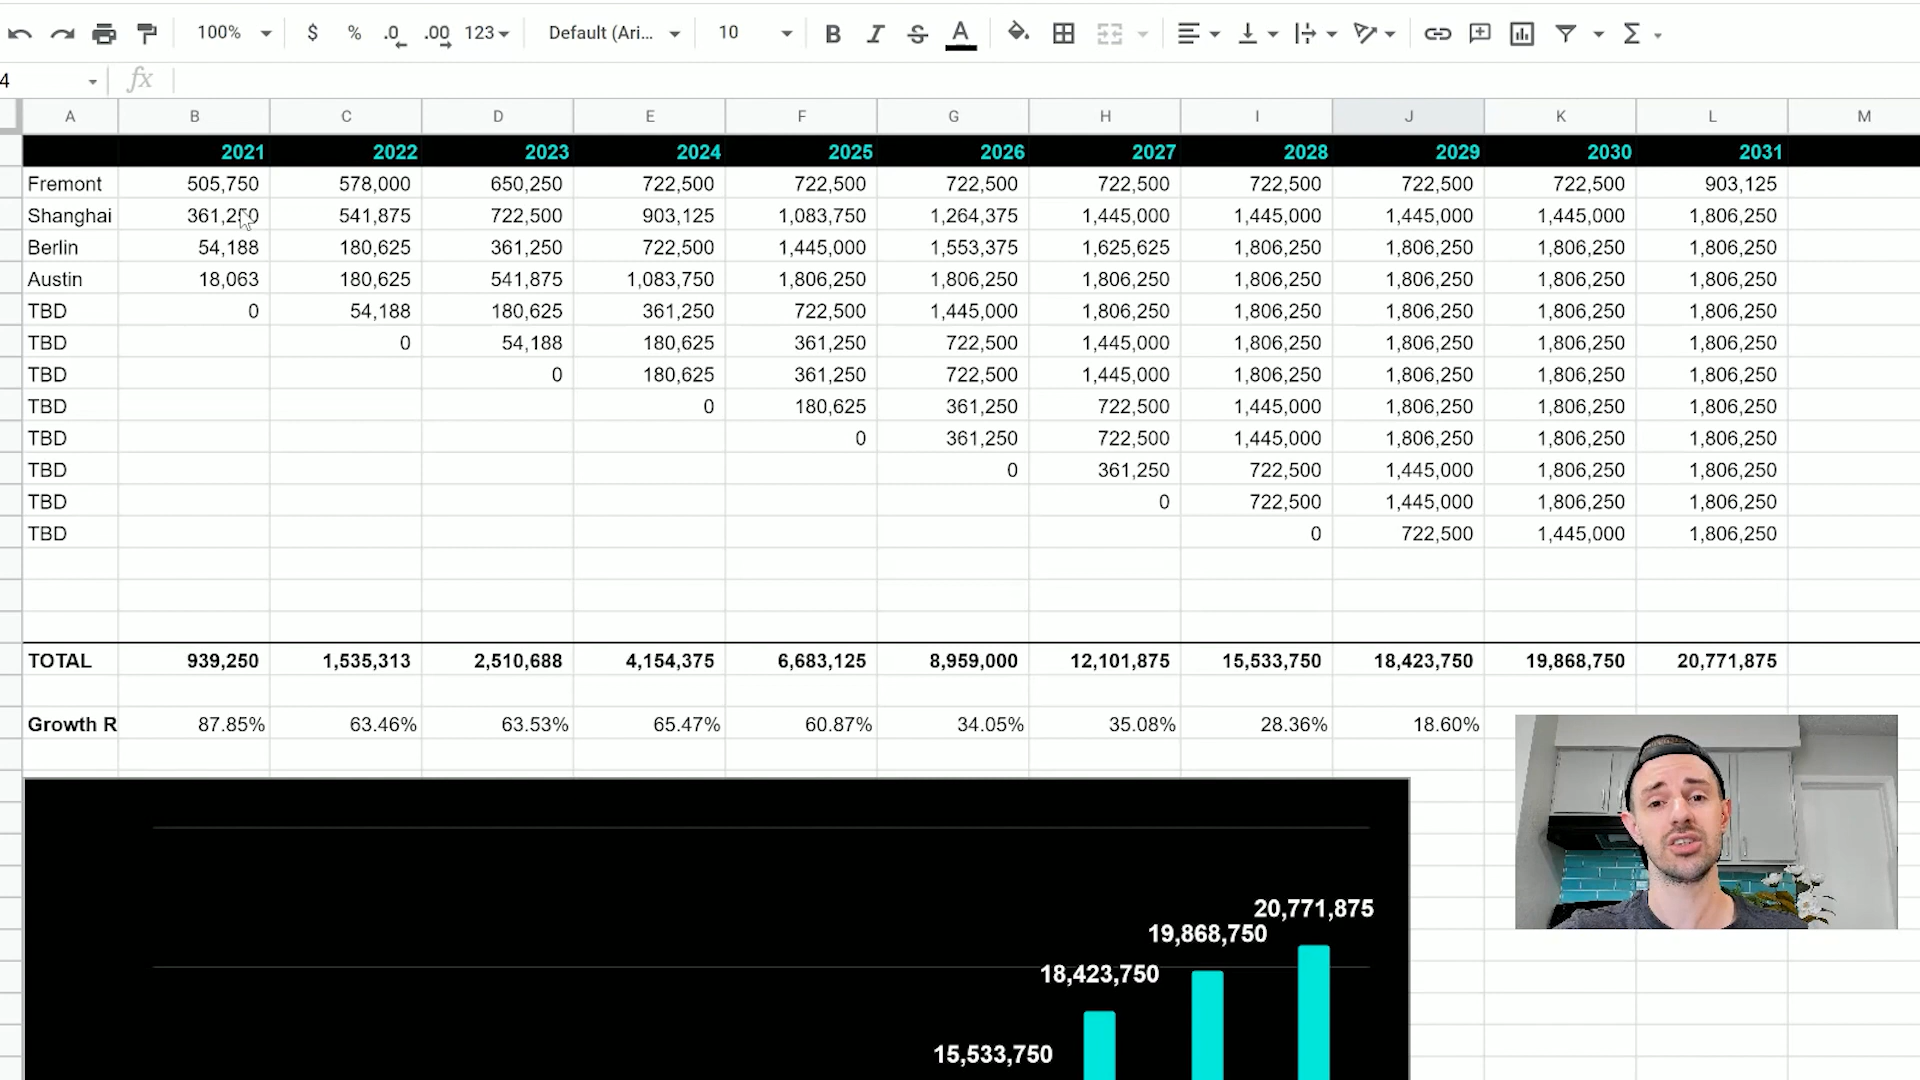 100% $ % .0 .00 123 Default (Ari... 10 B I S A Σ
4 fx
A B C D E F G H I J K L M
2021 2022 2023 2024 2025 2026 2027 2028 2029 2030 2031
Fremont 505,750 578,000 650,250 722,500 722,500 722,500 722,500 722,500 722,500 722,500 903,125
Shanghai 361,250 541,875 722,500 903,125 1,083,750 1,264,375 1,445,000 1,445,000 1,445,000 1,445,000 1,806,250
Berlin 54,188 180,625 361,250 722,500 1,445,000 1,553,375 1,625,625 1,806,250 1,806,250 1,806,250 1,806,250
Austin 18,063 180,625 541,875 1,083,750 1,806,250 1,806,250 1,806,250 1,806,250 1,806,250 1,806,250 1,806,250
TBD 0 54,188 180,625 361,250 722,500 1,445,000 1,806,250 1,806,250 1,806,250 1,806,250 1,806,250
TBD 0 54,188 180,625 361,250 722,500 1,445,000 1,806,250 1,806,250 1,806,250 1,806,250
TBD 0 180,625 361,250 722,500 1,445,000 1,806,250 1,806,250 1,806,250 1,806,250
TBD 0 180,625 361,250 722,500 1,445,000 1,806,250 1,806,250 1,806,250
TBD 0 361,250 722,500 1,445,000 1,806,250 1,806,250 1,806,250
TBD 0 361,250 722,500 1,445,000 1,806,250 1,806,250
TBD 0 722,500 1,445,000 1,806,250 1,806,250
TBD 0 722,500 1,445,000 1,806,250
TOTAL 939,250 1,535,313 2,510,688 4,154,375 6,683,125 8,959,000 12,101,875 15,533,750 18,423,750 19,868,750 20,771,875
Growth R 87.85% 63.46% 63.53% 65.47% 60.87% 34.05% 35.08% 28.36% 18.60%
20,771,875
19,868,750
18,423,750
15,533,750